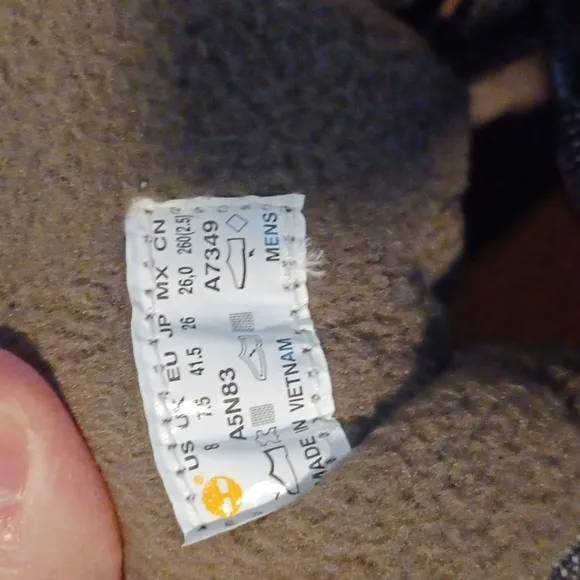 US UK EU JP MX CN
8 7.5 41.5 26 26,0 260(2.5)
A5N83 A7349
MADE IN VIETNAM MENS